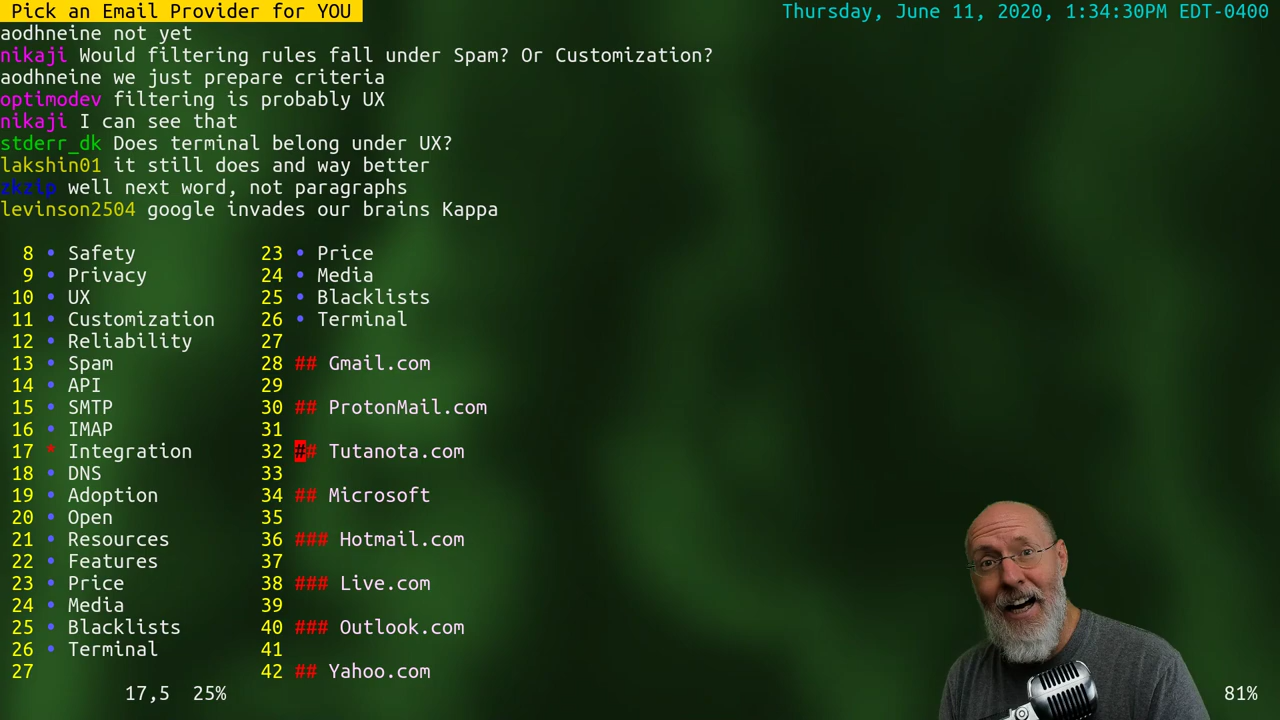 Pick an Email Provider for YOU
Thursday, June 11, 2020, 1:34:30PM EDT-0400
aodhneine not yet
nikaji Would filtering rules fall under Spam? Or Customization?
aodhneine we just prepare criteria
optimodev filtering is probably UX
nikaji I can see that
stderr_dk Does terminal belong under UX?
lakshin01 it still does and way better
zkzip well next word, not paragraphs
levinson2504 google invades our brains Kappa
8 • Safety
9 • Privacy
10 • UX
11 • Customization
12 • Reliability
13 • Spam
14 • API
15 • SMTP
16 • IMAP
17 * Integration
18 • DNS
19 • Adoption
20 • Open
21 • Resources
22 • Features
23 • Price
24 • Media
25 • Blacklists
26 • Terminal
27
17,5 25%
23 • Price
24 • Media
25 • Blacklists
26 • Terminal
27
28 ## Gmail.com
29
30 ## ProtonMail.com
31
32 ## Tutanota.com
33
34 ## Microsoft
35
36 ### Hotmail.com
37
38 ### Live.com
39
40 ### Outlook.com
41
42 ## Yahoo.com
81%